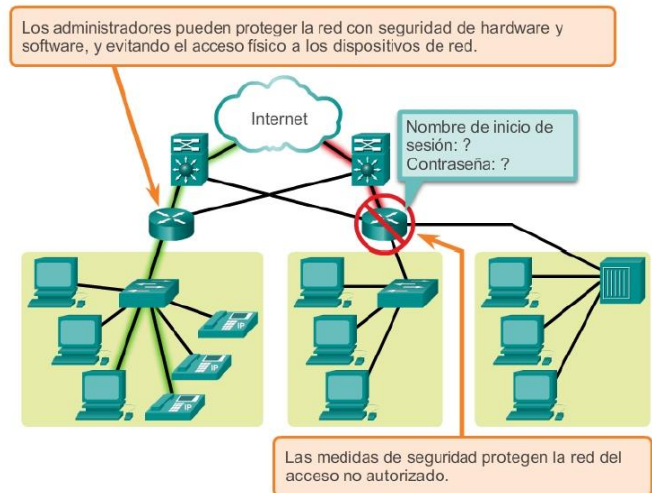 Los administradores pueden proteger la red con seguridad de hardware y
software, y evitando el acceso físico a los dispositivos de red.
Internet
Nombre de inicio de
sesión: ?
Contraseña: ?
IP
IP
IP
Las medidas de seguridad protegen la red del
acceso no autorizado.